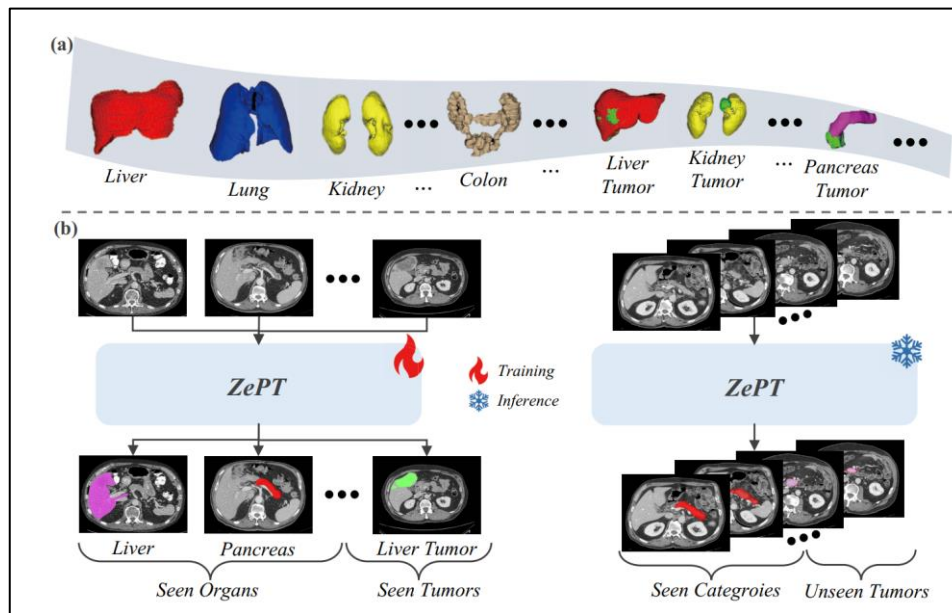 (a)
Liver
Lung
Kidney
...
Colon
...
Liver
Tumor
Kidney
Tumor
...
Pancreas
Tumor
(b)
ZePT
Training
Inference
ZePT
Liver
Pancreas
Liver Tumor
Seen Organs
Seen Tumors
Seen Categroies
Unseen Tumors